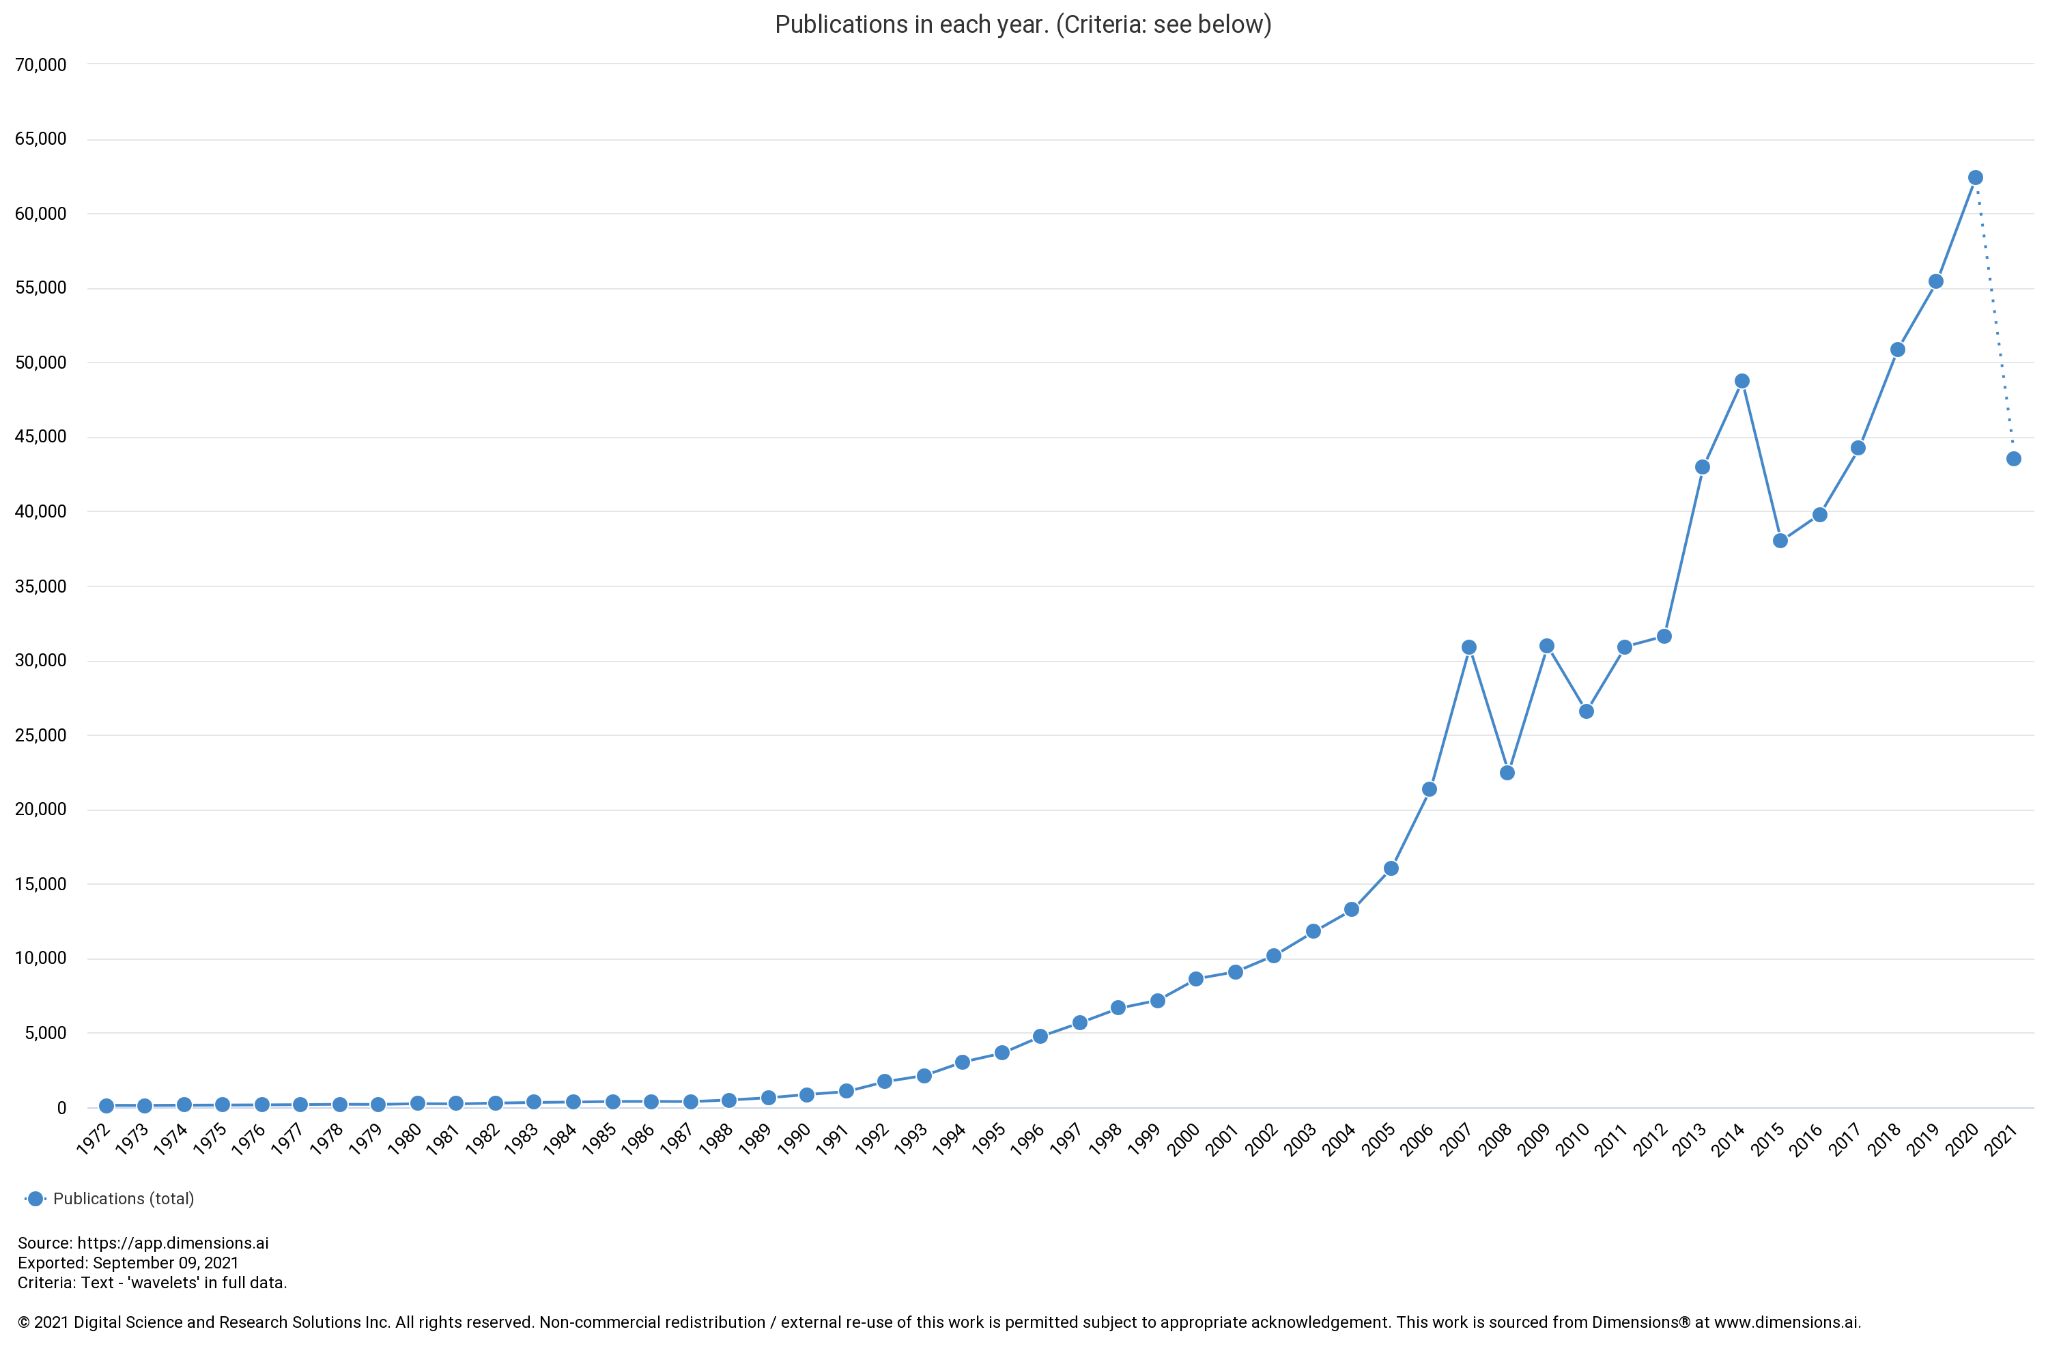 Publications in each year. (Criteria: see below)
70,000
65,000
60,000
55,000
50,000
45,000
40,000
35,000
30,000
25,000
20,000
15,000
10,000
5,000
0
1972 1973 1974 1975 1976 1977 1978 1979 1980 1981 1982 1983 1984 1985 1986 1987 1988 1989 1990 1991 1992 1993 1994 1995 1996 1997 1998 1999 2000 2001 2002 2003 2004 2005 2006 2007 2008 2009 2010 2011 2012 2013 2014 2015 2016 2017 2018 2019 2020 2021
Publications (total)
Source: https://app.dimensions.ai
Exported: September 09, 2021
Criteria: Text - 'wavelets' in full data.
© 2021 Digital Science and Research Solutions Inc. All rights reserved. Non-commercial redistribution / external re-use of this work is permitted subject to appropriate acknowledgement. This work is sourced from Dimensions® at www.dimensions.ai.